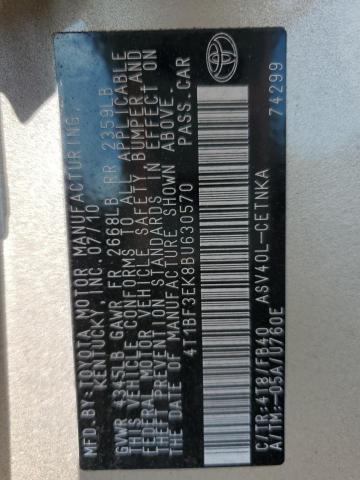 MFD.BY:TOYOTA MOTOR MANUFACTURING,
KENTUCKY, INC. 07/10
GVWR 4345LB GAWR FR 2668LB RR 2359LB
THIS VEHICLE CONFORMS TO ALL APPLICABLE
FEDERAL MOTOR VEHICLE SAFETY BUMPER AND
THEFT PREVENTION STANDARDS IN EFFECT ON
THE DATE OF MANUFACTURE SHOWN ABOVE.
4T1BF3EK8BU630570 PASS.CAR
C/TR:4T8/FB40 ASV40L-CETNKA
A/TM:-05A/U760E 74299